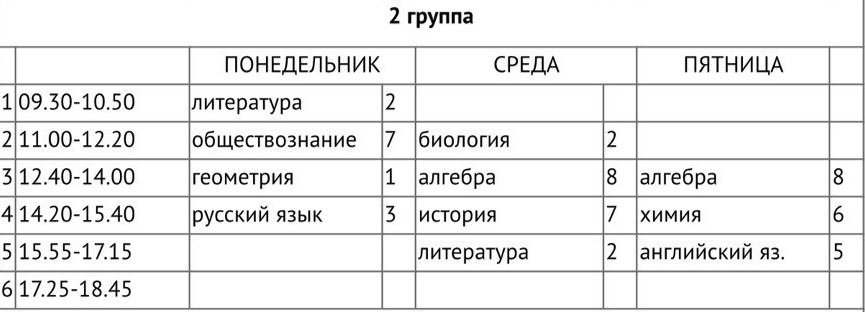 2 группа
ПОНЕДЕЛЬНИК СРЕДА ПЯТНИЦА
1 09.30-10.50 литература 2
2 11.00-12.20 обществознание 7 биология 2
3 12.40-14.00 геометрия 1 алгебра 8 алгебра 8
4 14.20-15.40 русский язык 3 история 7 химия 6
5 15.55-17.15 литература 2 английский яз. 5
6 17.25-18.45